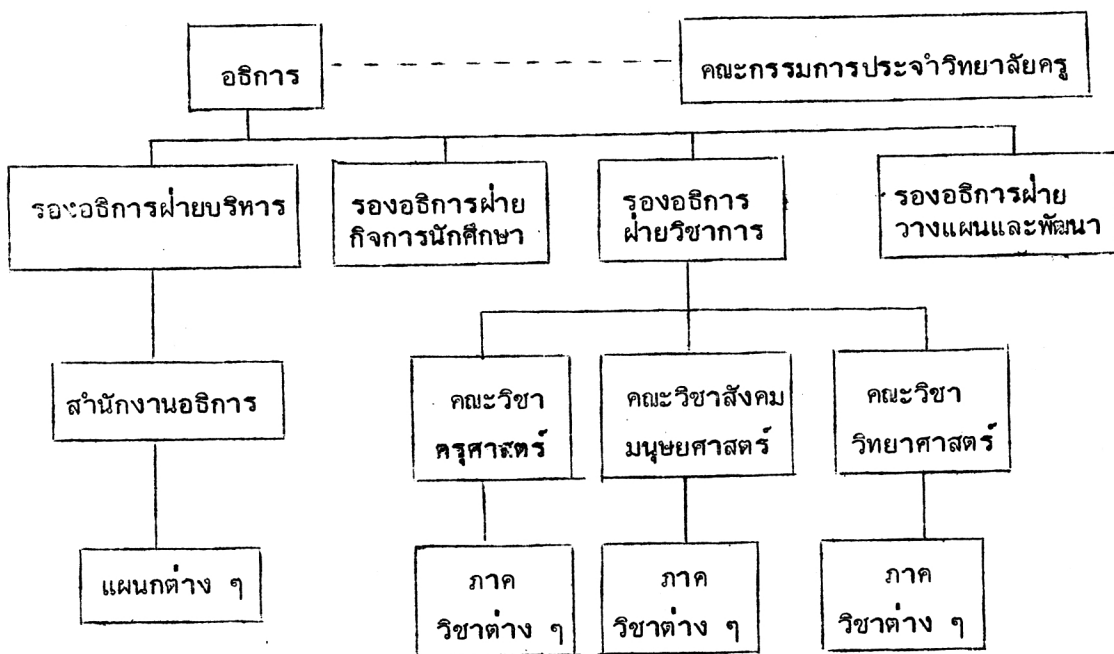 อธิการ
คณะกรรมการประจำวิทยาลัยครู
รองอธิการฝ่ายบริหาร
รองอธิการฝ่าย
กิจการนักศึกษา
รองอธิการ
ฝ่ายวิชาการ
รองอธิการฝ่าย
วางแผนและพัฒนา
สำนักงานอธิการ
คณะวิชา
ครุศาสตร์
คณะวิชาสังคม
มนุษยศาสตร์
คณะวิชา
วิทยาศาสตร์
แผนกต่าง ๆ
ภาค
วิชาต่าง ๆ
ภาค
วิชาต่าง ๆ
ภาค
วิชาต่าง ๆ